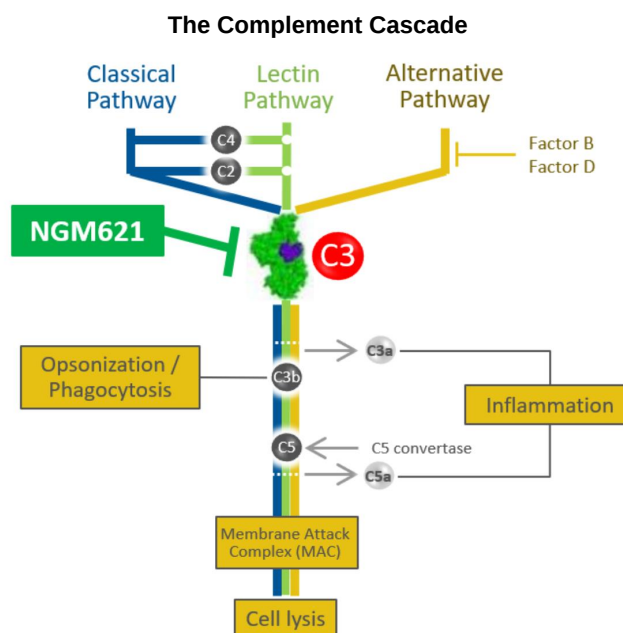 The Complement Cascade
Classical
Pathway
Lectin
Pathway
Alternative
Pathway
C4
C2
Factor B
Factor D
NGM621
C3
C3a
Opsonization /
Phagocytosis
C3b
Inflammation
C5
C5 convertase
C5a
Membrane Attack
Complex (MAC)
Cell lysis